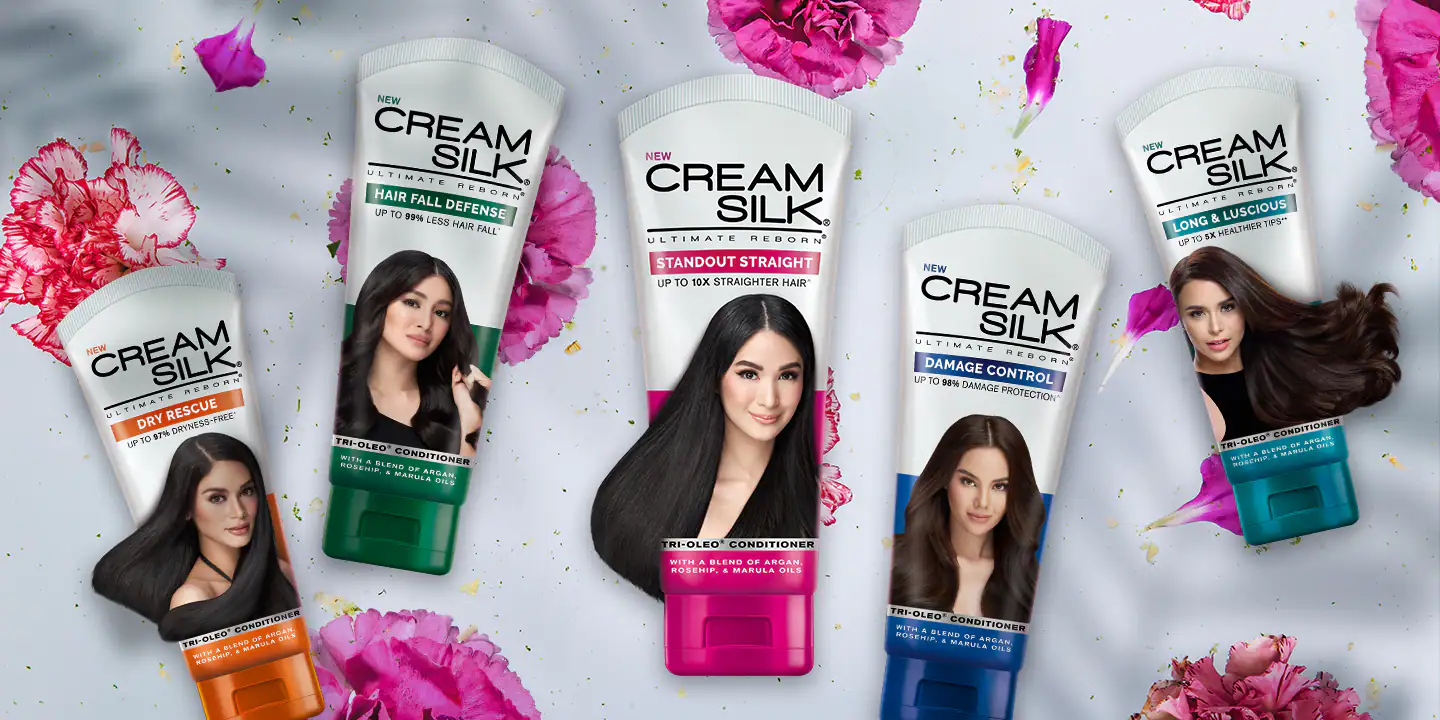 NEW
CREAM
SILK®
ULTIMATE REBORN®
DRY RESCUE
UP TO 97% DRYNESS-FREE^
TRI-OLEO® CONDITIONER
WITH A BLEND OF ARGAN,
ROSEHIP, & MARULA OILS
NEW
CREAM
SILK®
ULTIMATE REBORN®
HAIR FALL DEFENSE
UP TO 99% LESS HAIR FALL*
TRI-OLEO® CONDITIONER
WITH A BLEND OF ARGAN,
ROSEHIP, & MARULA OILS
NEW
CREAM
SILK®
ULTIMATE REBORN®
STANDOUT STRAIGHT
UP TO 10X STRAIGHTER HAIR^
TRI-OLEO® CONDITIONER
WITH A BLEND OF ARGAN,
ROSEHIP, & MARULA OILS
NEW
CREAM
SILK®
ULTIMATE REBORN®
DAMAGE CONTROL
UP TO 98% DAMAGE PROTECTION^
TRI-OLEO® CONDITIONER
WITH A BLEND OF ARGAN,
ROSEHIP, & MARULA OILS
NEW
CREAM
SILK®
ULTIMATE REBORN®
LONG & LUSCIOUS
UP TO 5X HEALTHIER TIPS**
TRI-OLEO® CONDITIONER
WITH A BLEND OF ARGAN,
ROSEHIP, & MARULA OILS